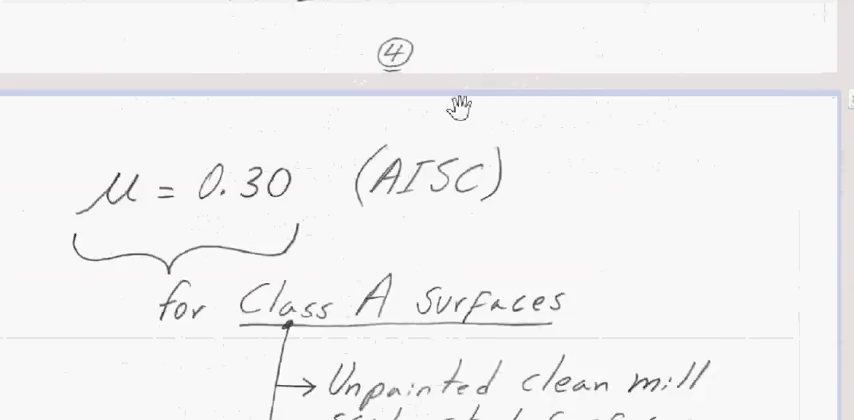 4
μ = 0.30 (AISC)
for Class A surfaces
→ Unpainted clean mill